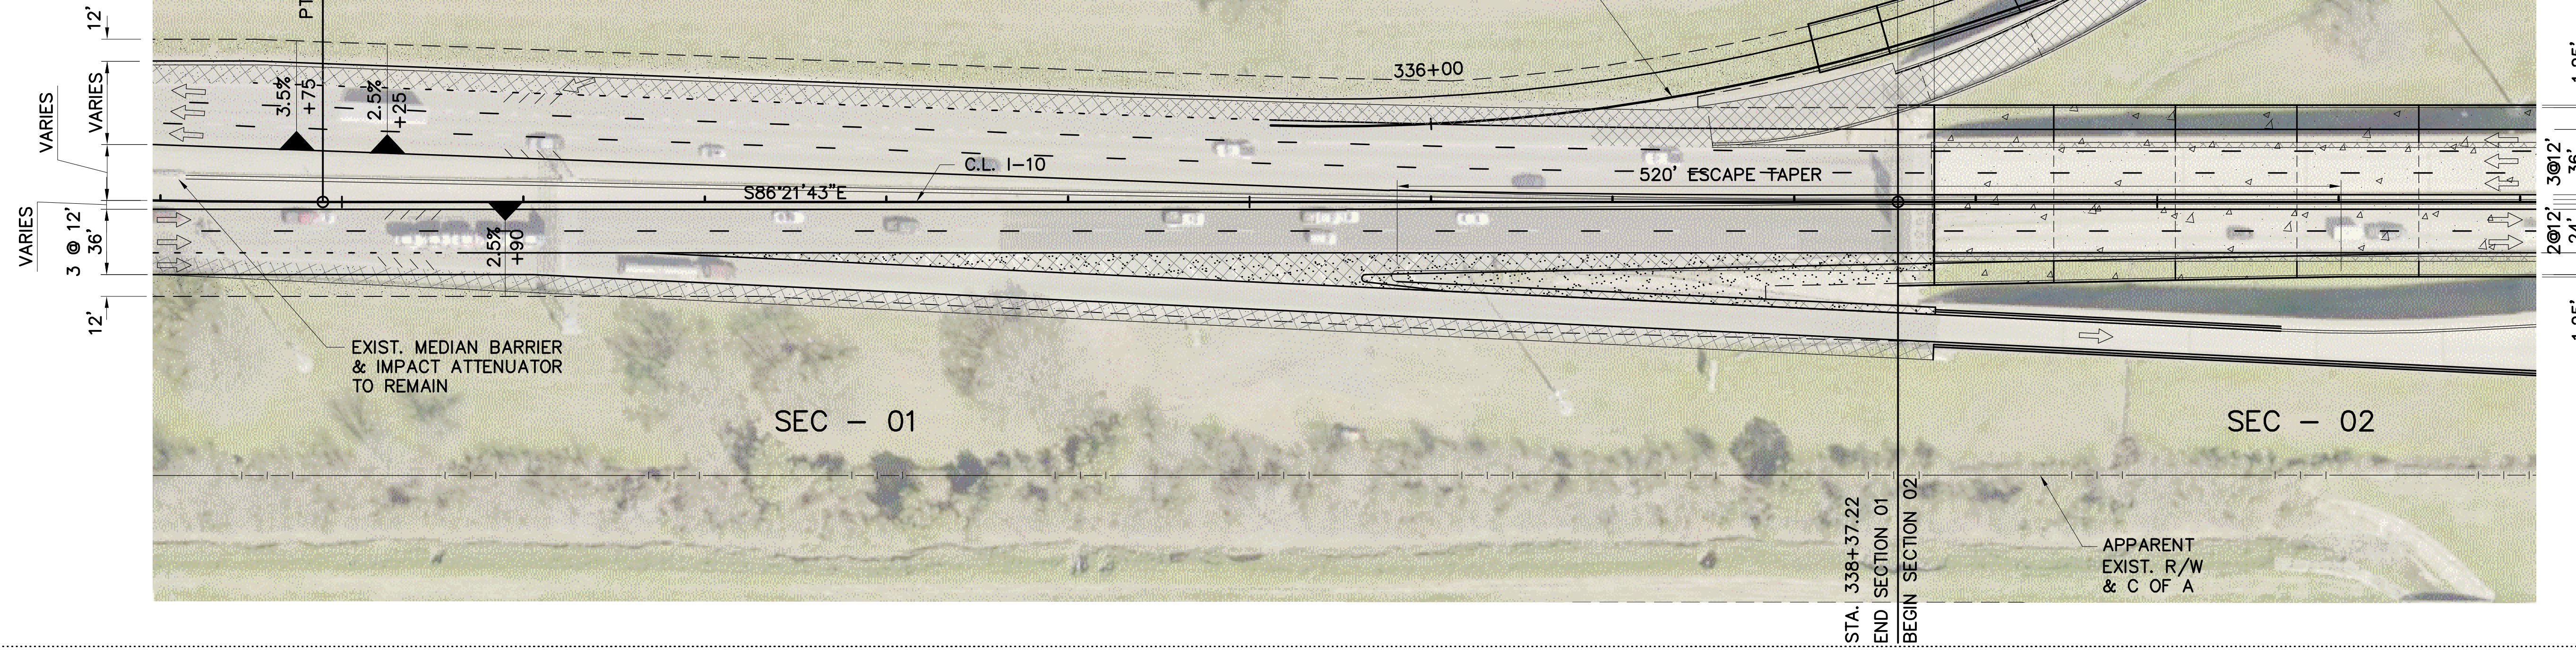 12'
VARIES
VARIES
VARIES
3 @ 12'
36'
12'
PT
3.5%
+75
2.5%
+25
336+00
C.L. I-10
S86°21'43"E
520' ESCAPE TAPER
2.5%
+90
3@12'
36'
2@12'
24'
EXIST. MEDIAN BARRIER
& IMPACT ATTENUATOR
TO REMAIN
SEC - 01
SEC - 02
STA. 338+37.22
END SECTION 01
BEGIN SECTION 02
APPARENT
EXIST. R/W
& C OF A